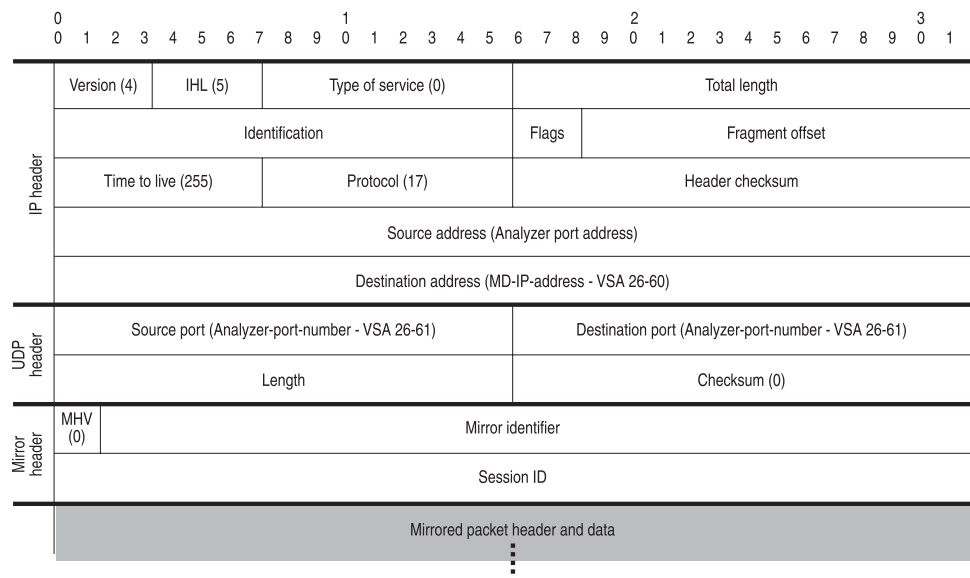 0 1 2 3
0 1 2 3 4 5 6 7 8 9 0 1 2 3 4 5 6 7 8 9 0 1 2 3 4 5 6 7 8 9 0 1
IP header
Version (4) IHL (5) Type of service (0) Total length
Identification Flags Fragment offset
Time to live (255) Protocol (17) Header checksum
Source address (Analyzer port address)
Destination address (MD-IP-address - VSA 26-60)
UDP
header
Source port (Analyzer-port-number - VSA 26-61) Destination port (Analyzer-port-number - VSA 26-61)
Length Checksum (0)
Mirror
header
MHV
(0)
Mirror identifier
Session ID
Mirrored packet header and data